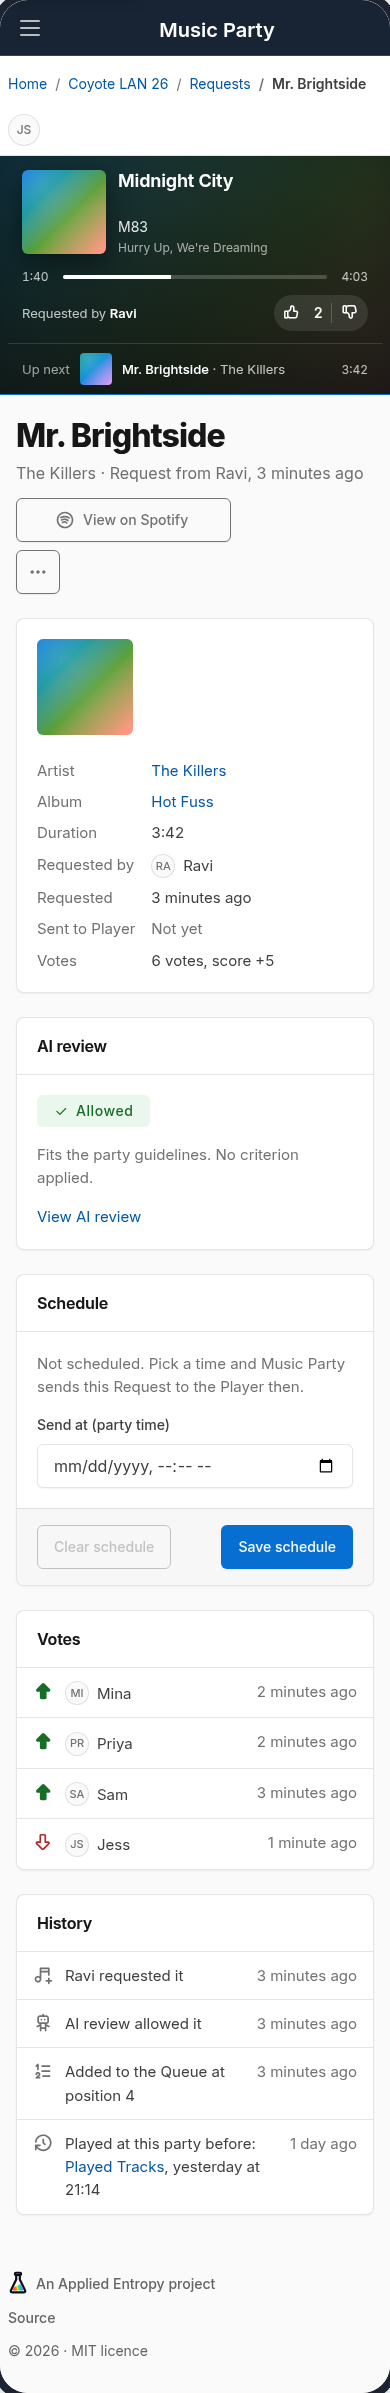 Music Party
Home / Coyote LAN 26 / Requests / Mr. Brightside
JS
Midnight City
M83
Hurry Up, We're Dreaming
1:40 4:03
Requested by Ravi 2
Up next Mr. Brightside · The Killers 3:42
Mr. Brightside
The Killers · Request from Ravi, 3 minutes ago
View on Spotify
Artist The Killers
Album Hot Fuss
Duration 3:42
Requested by RA Ravi
Requested 3 minutes ago
Sent to Player Not yet
Votes 6 votes, score +5
AI review
Allowed
Fits the party guidelines. No criterion
applied.
View AI review
Schedule
Not scheduled. Pick a time and Music Party
sends this Request to the Player then.
Send at (party time)
mm/dd/yyyy, --:-- --
Clear schedule Save schedule
Votes
MI Mina 2 minutes ago
PR Priya 2 minutes ago
SA Sam 3 minutes ago
JS Jess 1 minute ago
History
Ravi requested it 3 minutes ago
AI review allowed it 3 minutes ago
Added to the Queue at 3 minutes ago
position 4
Played at this party before: 1 day ago
Played Tracks, yesterday at
21:14
An Applied Entropy project
Source
© 2026 · MIT licence